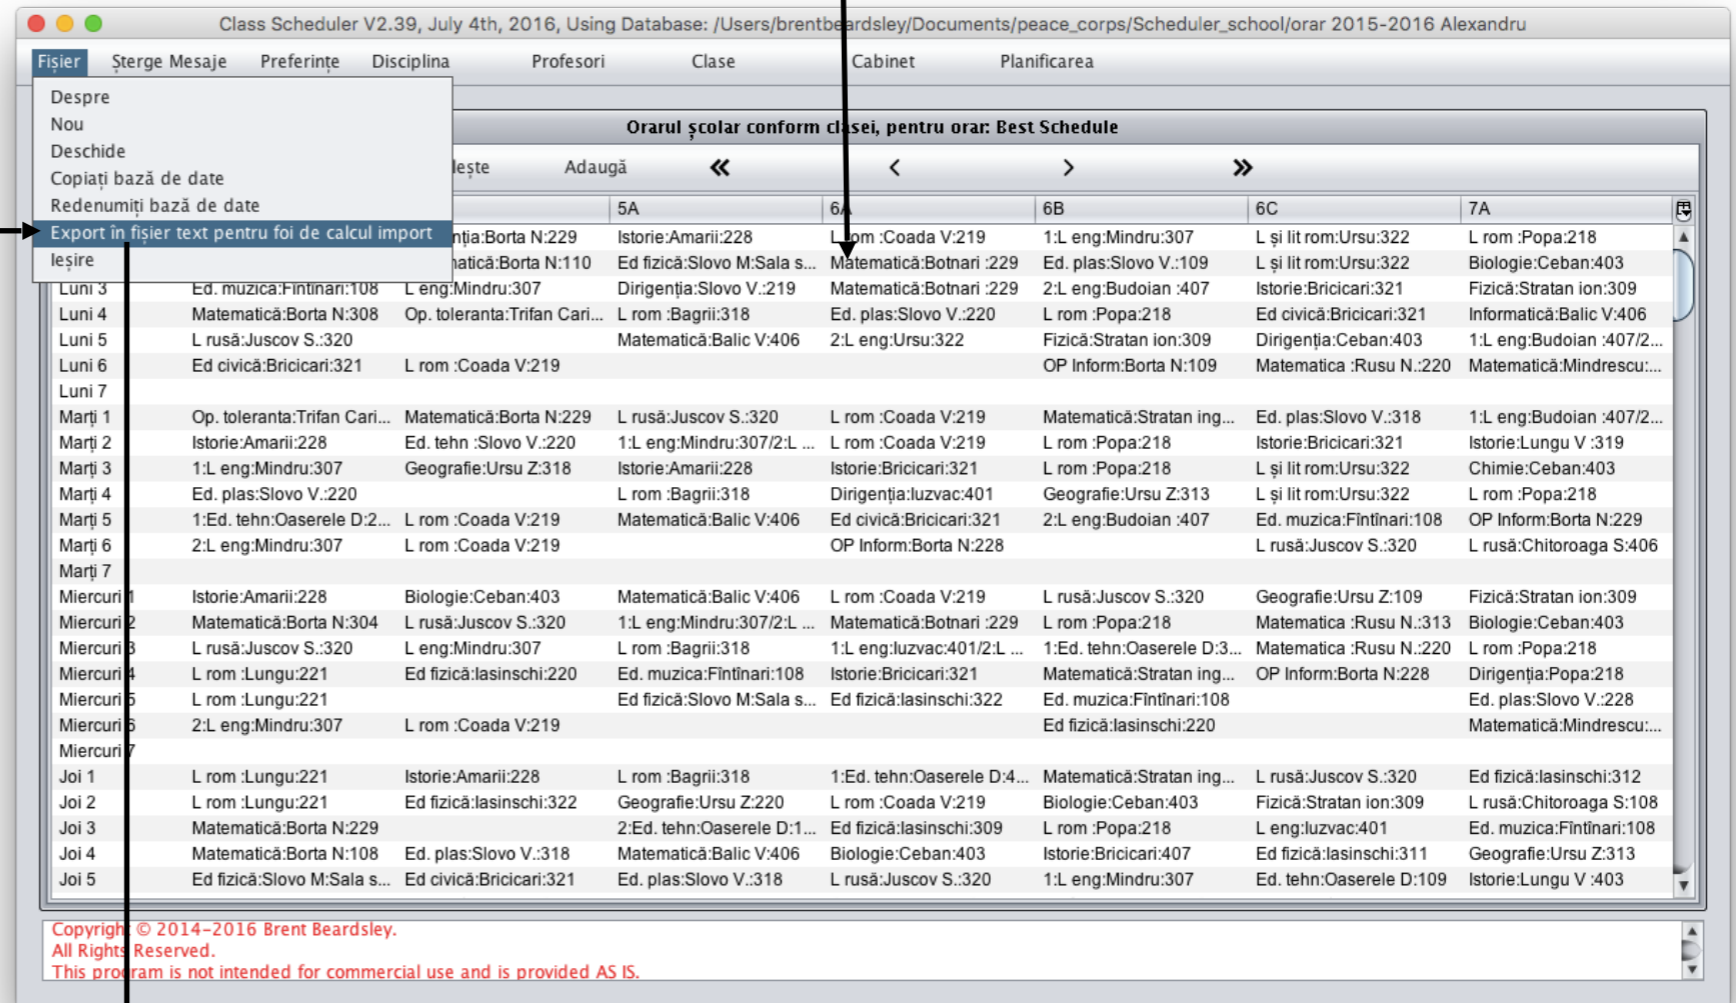 Class Scheduler V2.39, July 4th, 2016, Using Database: /Users/brentbeardsley/Documents/peace_corps/Scheduler_school/orar 2015-2016 Alexandru
Fișier Șterge Mesaje Preferințe Disciplina Profesori Clase Cabinet Planificarea
Despre
Nou
Deschide
Copiați bază de date
Redenumiți bază de date
Export în fișier text pentru foi de calcul import
Ieșire
Orarul școlar conform clasei, pentru orar: Best Schedule
lește Adaugă « < > »
5A 6A 6B 6C 7A
nția:Borta N:229 Istorie:Amarii:228 L rom :Coada V:219 1:L eng:Mindru:307 L și lit rom:Ursu:322 L rom :Popa:218
natică:Borta N:110 Ed fizică:Slovo M:Sala s... Matematică:Botnari :229 Ed. plas:Slovo V.:109 L și lit rom:Ursu:322 Biologie:Ceban:403
Luni 3 Ed. muzica:Fîntînari:108 L eng:Mindru:307 Dirigenția:Slovo V.:219 Matematică:Botnari :229 2:L eng:Budoian :407 Istorie:Bricicari:321 Fizică:Stratan ion:309
Luni 4 Matematică:Borta N:308 Op. toleranta:Trifan Cari... L rom :Bagrii:318 Ed. plas:Slovo V.:220 L rom :Popa:218 Ed civică:Bricicari:321 Informatică:Balic V:406
Luni 5 L rusă:Juscov S.:320 Matematică:Balic V:406 2:L eng:Ursu:322 Fizică:Stratan ion:309 Dirigenția:Ceban:403 1:L eng:Budoian :407/2...
Luni 6 Ed civică:Bricicari:321 L rom :Coada V:219 OP Inform:Borta N:109 Matematica :Rusu N.:220 Matematică:Mindrescu:...
Luni 7
Marți 1 Op. toleranta:Trifan Cari... Matematică:Borta N:229 L rusă:Juscov S.:320 L rom :Coada V:219 Matematică:Stratan ing... Ed. plas:Slovo V.:318 1:L eng:Budoian :407/2...
Marți 2 Istorie:Amarii:228 Ed. tehn :Slovo V.:220 1:L eng:Mindru:307/2:L ... L rom :Coada V:219 L rom :Popa:218 Istorie:Bricicari:321 Istorie:Lungu V :319
Marți 3 1:L eng:Mindru:307 Geografie:Ursu Z:318 Istorie:Amarii:228 Istorie:Bricicari:321 L rom :Popa:218 L și lit rom:Ursu:322 Chimie:Ceban:403
Marți 4 Ed. plas:Slovo V.:220 L rom :Bagrii:318 Dirigenția:Iuzvac:401 Geografie:Ursu Z:313 L și lit rom:Ursu:322 L rom :Popa:218
Marți 5 1:Ed. tehn:Oaserele D:2... L rom :Coada V:219 Matematică:Balic V:406 Ed civică:Bricicari:321 2:L eng:Budoian :407 Ed. muzica:Fîntînari:108 OP Inform:Borta N:229
Marți 6 2:L eng:Mindru:307 L rom :Coada V:219 OP Inform:Borta N:228 L rusă:Juscov S.:320 L rusă:Chitoroaga S:406
Marți 7
Miercuri 1 Istorie:Amarii:228 Biologie:Ceban:403 Matematică:Balic V:406 L rom :Coada V:219 L rusă:Juscov S.:320 Geografie:Ursu Z:109 Fizică:Stratan ion:309
Miercuri 2 Matematică:Borta N:304 L rusă:Juscov S.:320 1:L eng:Mindru:307/2:L ... Matematică:Botnari :229 L rom :Popa:218 Matematica :Rusu N.:313 Biologie:Ceban:403
Miercuri 3 L rusă:Juscov S.:320 L eng:Mindru:307 L rom :Bagrii:318 1:L eng:Iuzvac:401/2:L ... 1:Ed. tehn:Oaserele D:3... Matematica :Rusu N.:220 L rom :Popa:218
Miercuri 4 L rom :Lungu:221 Ed fizică:Iasinschi:220 Ed. muzica:Fîntînari:108 Istorie:Bricicari:321 Matematică:Stratan ing... OP Inform:Borta N:228 Dirigenția:Popa:218
Miercuri 5 L rom :Lungu:221 Ed fizică:Slovo M:Sala s... Ed fizică:Iasinschi:322 Ed. muzica:Fîntînari:108 Ed. plas:Slovo V.:228
Miercuri 6 2:L eng:Mindru:307 L rom :Coada V:219 Ed fizică:Iasinschi:220 Matematică:Mindrescu:...
Miercuri 7
Joi 1 L rom :Lungu:221 Istorie:Amarii:228 L rom :Bagrii:318 1:Ed. tehn:Oaserele D:4... Matematică:Stratan ing... L rusă:Juscov S.:320 Ed fizică:Iasinschi:312
Joi 2 L rom :Lungu:221 Ed fizică:Iasinschi:322 Geografie:Ursu Z:220 L rom :Coada V:219 Biologie:Ceban:403 Fizică:Stratan ion:309 L rusă:Chitoroaga S:108
Joi 3 Matematică:Borta N:229 2:Ed. tehn:Oaserele D:1... Ed fizică:Iasinschi:309 L rom :Popa:218 L eng:Iuzvac:401 Ed. muzica:Fîntînari:108
Joi 4 Matematică:Borta N:108 Ed. plas:Slovo V.:318 Matematică:Balic V:406 Biologie:Ceban:403 Istorie:Bricicari:407 Ed fizică:Iasinschi:311 Geografie:Ursu Z:313
Joi 5 Ed fizică:Slovo M:Sala s... Ed civică:Bricicari:321 Ed. plas:Slovo V.:318 L rusă:Juscov S.:320 1:L eng:Mindru:307 Ed. tehn:Oaserele D:109 Istorie:Lungu V :403
Copyright © 2014-2016 Brent Beardsley.
All Rights Reserved.
This program is not intended for commercial use and is provided AS IS.